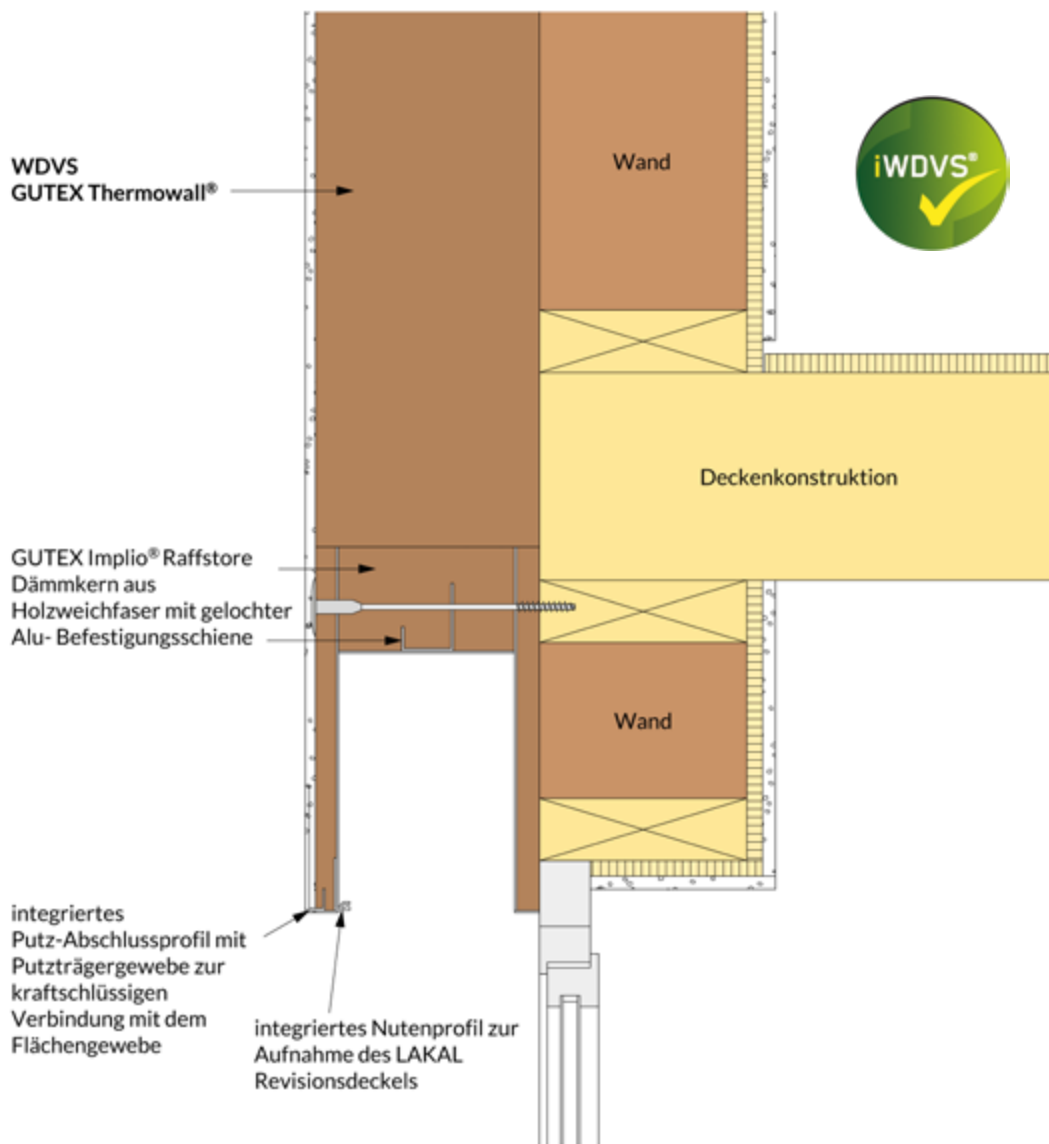 WDVS
GUTEX Thermowall®
Wand
iWDVS®
Deckenkonstruktion
GUTEX Implio® Raffstore
Dämmkern aus
Holzweichfaser mit gelochter
Alu- Befestigungsschiene
Wand
integriertes
Putz-Abschlussprofil mit
Putzträgergewebe zur
kraftschlüssigen
Verbindung mit dem
Flächengewebe
integriertes Nutenprofil zur
Aufnahme des LAKAL
Revisionsdeckels